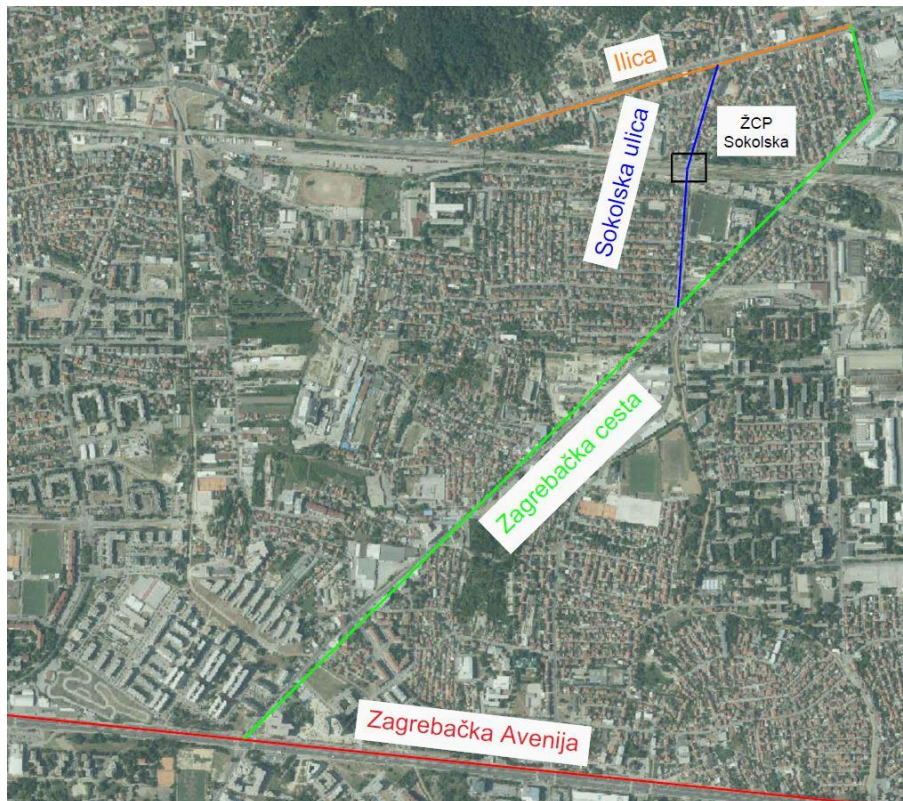 Ilica
ŽCP
Sokolska
Sokolska ulica
Zagrebačka cesta
Zagrebačka Avenija